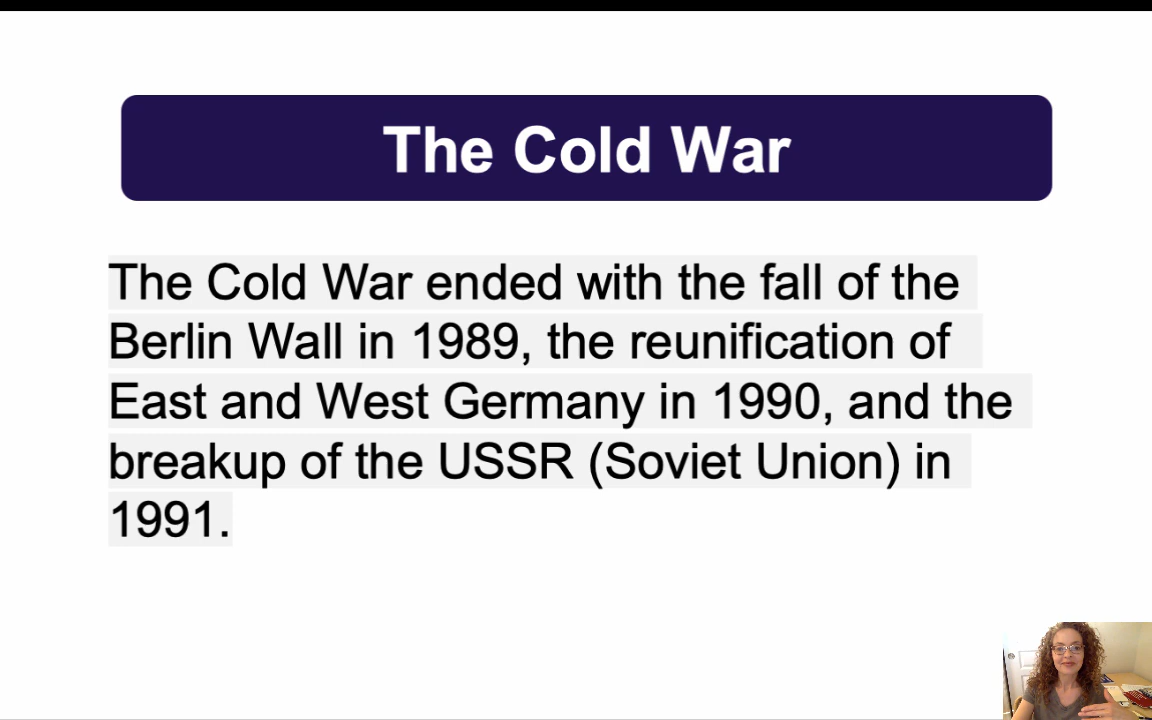 The Cold War
The Cold War ended with the fall of the
Berlin Wall in 1989, the reunification of
East and West Germany in 1990, and the
breakup of the USSR (Soviet Union) in
1991.